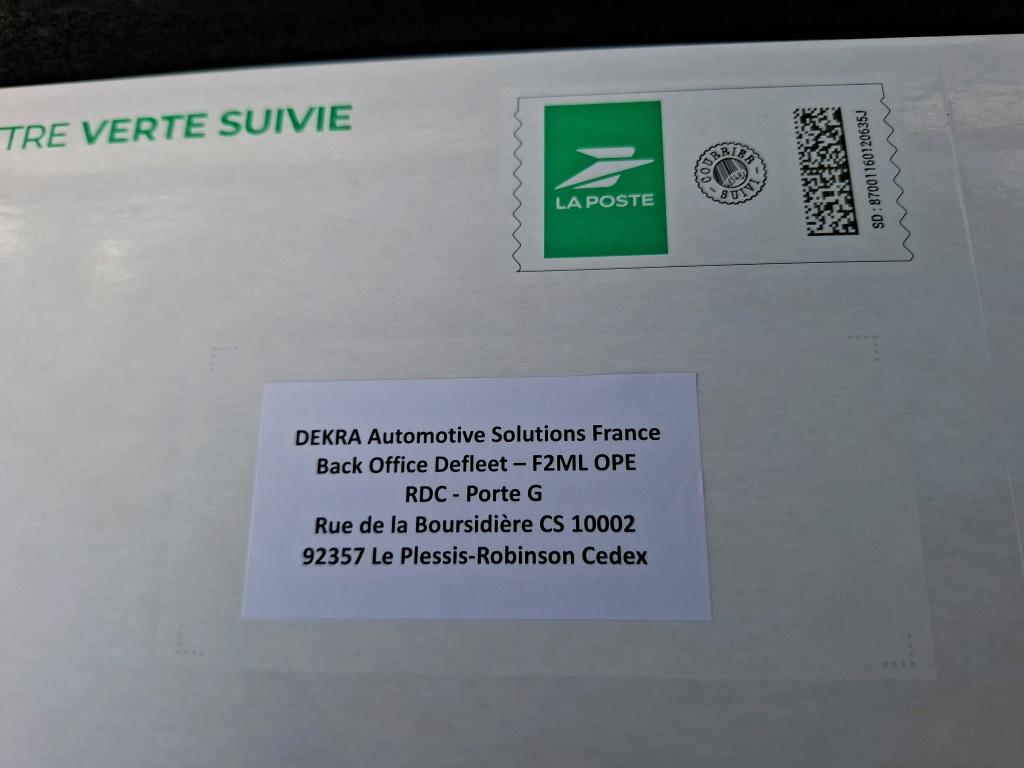 TRE VERTE SUIVIE
LA POSTE
COURRIER
SUIVI
SD : 87001160120635J
DEKRA Automotive Solutions France
Back Office Defleet – F2ML OPE
RDC - Porte G
Rue de la Boursidière CS 10002
92357 Le Plessis-Robinson Cedex